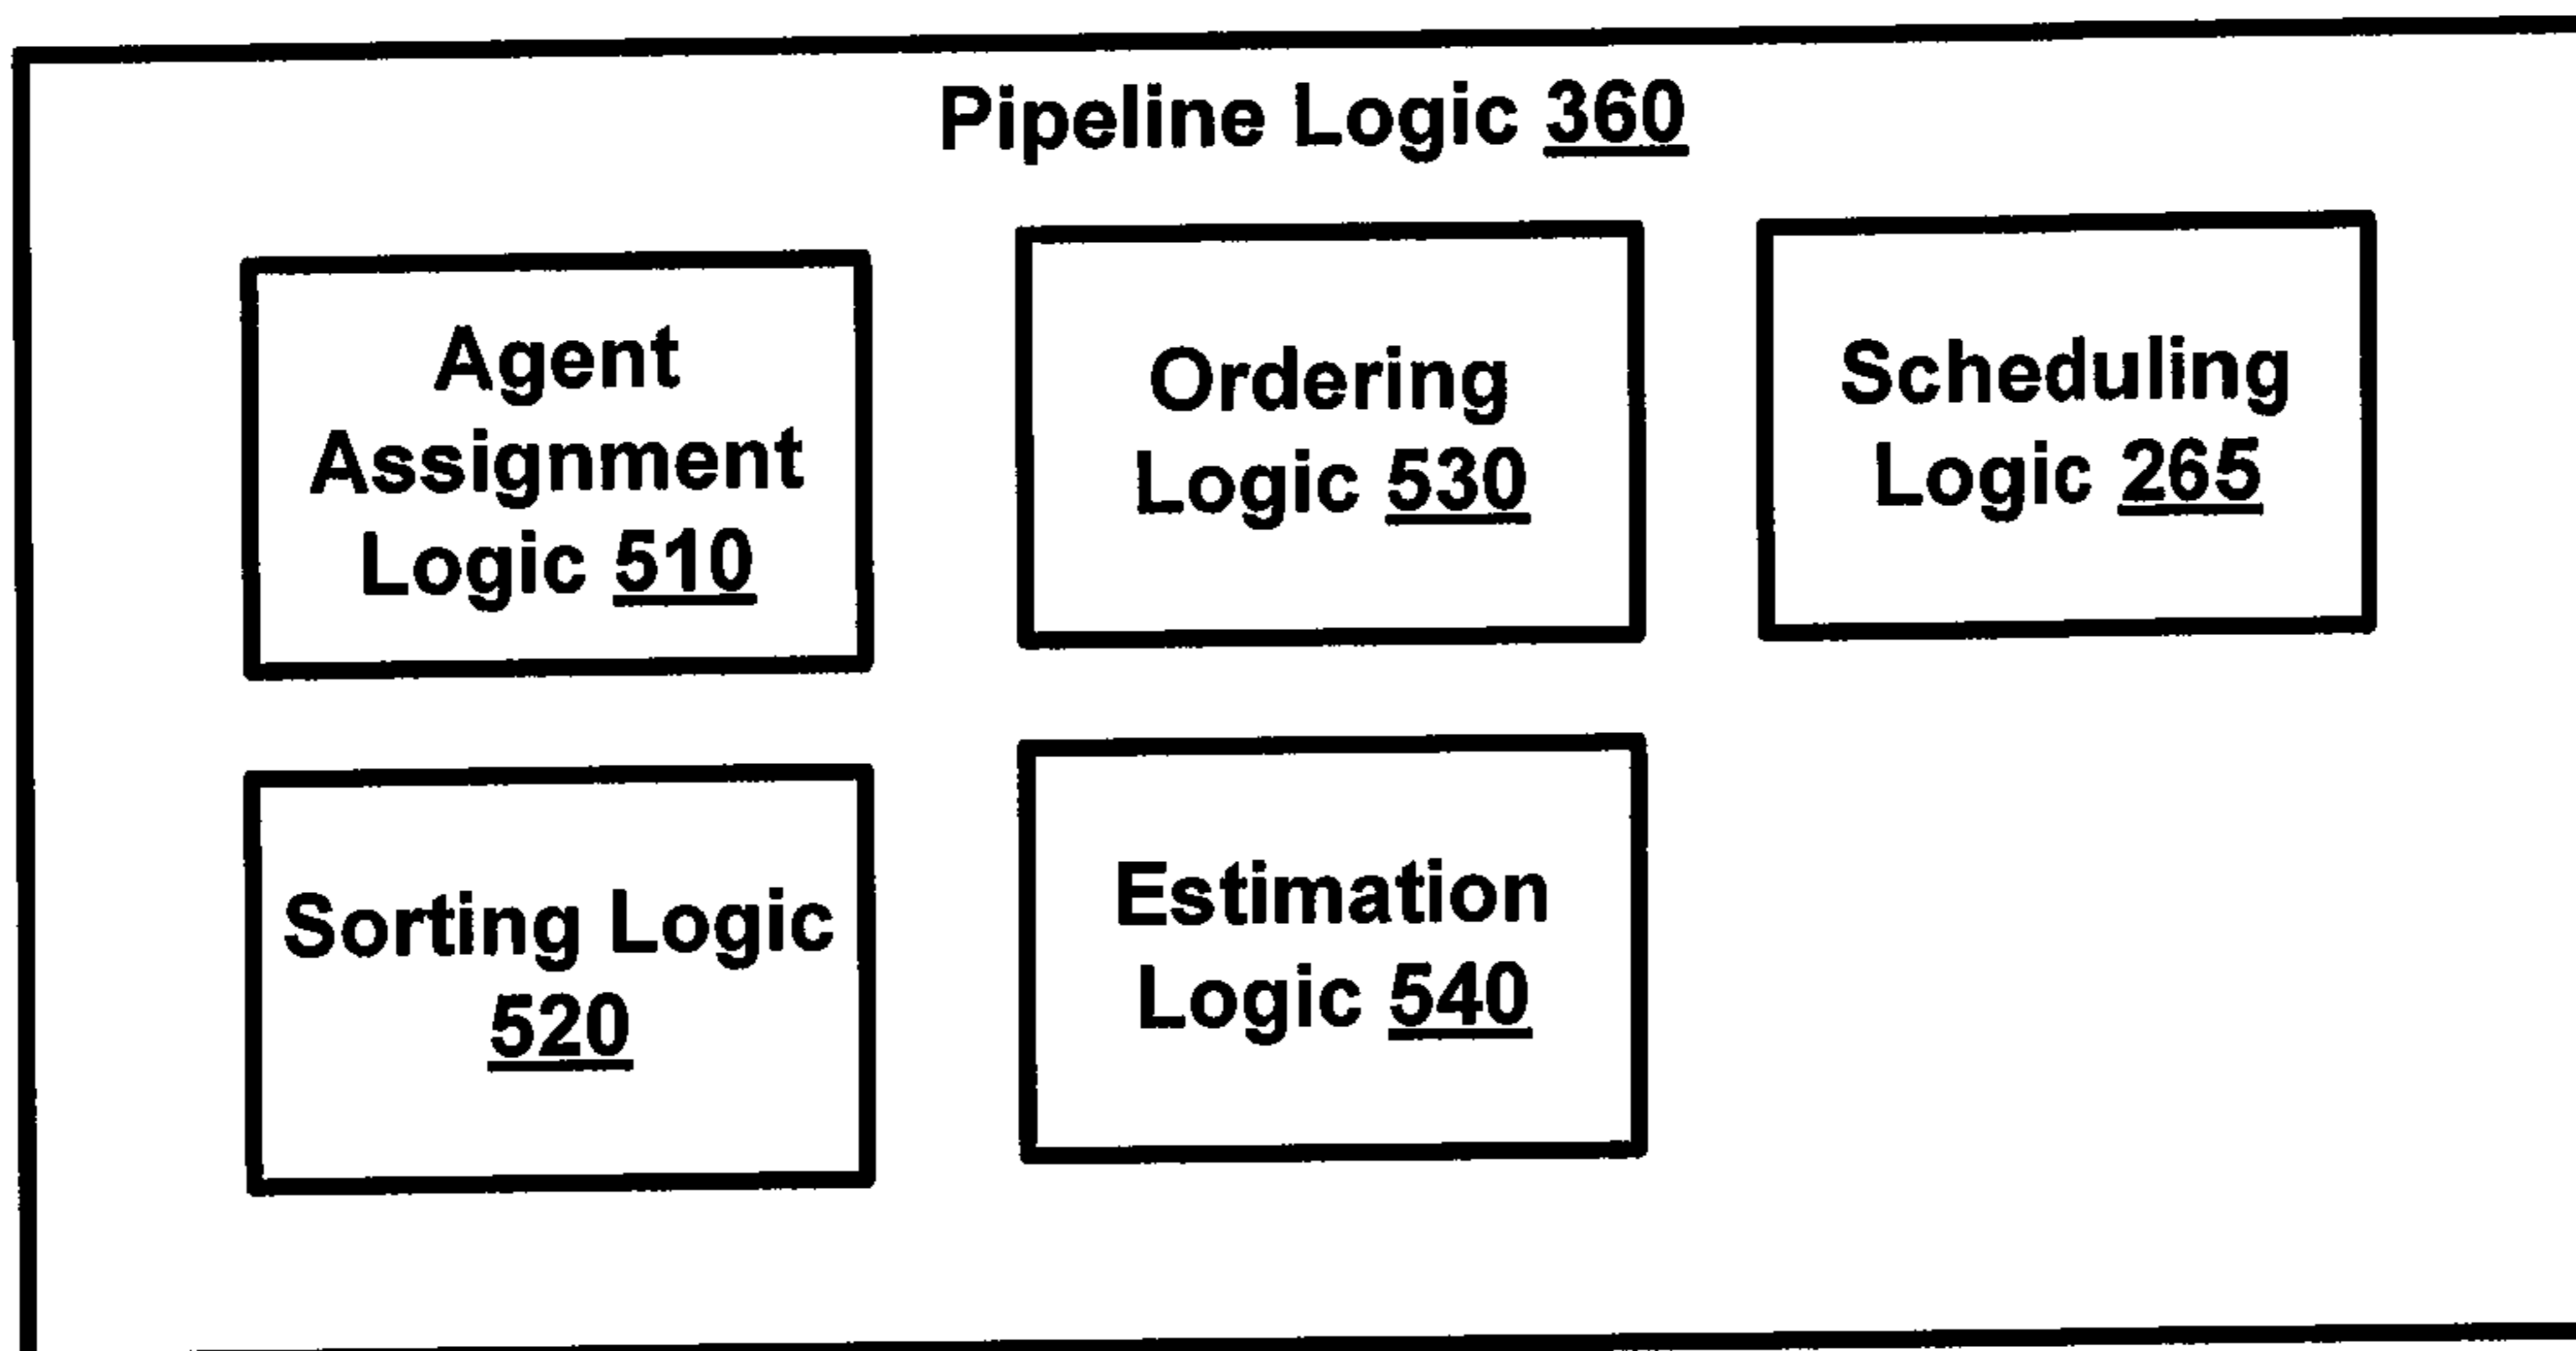 Pipeline Logic 360
Agent
Assignment
Logic 510
Ordering
Logic 530
Scheduling
Logic 265
Sorting Logic
520
Estimation
Logic 540